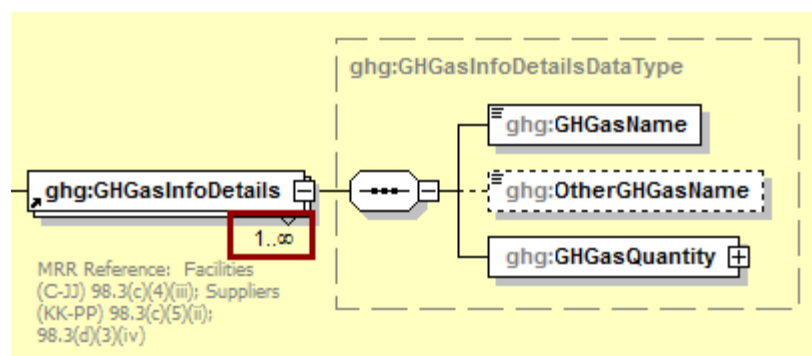 ghg:GHGasInfoDetailsDataType
ghg:GHGasName
ghg:GHGasInfoDetails
ghg:OtherGHGasName
1..∞
ghg:GHGasQuantity
MRR Reference: Facilities
(C-JJ) 98.3(c)(4)(iii); Suppliers
(KK-PP) 98.3(c)(5)(ii);
98.3(d)(3)(iv)